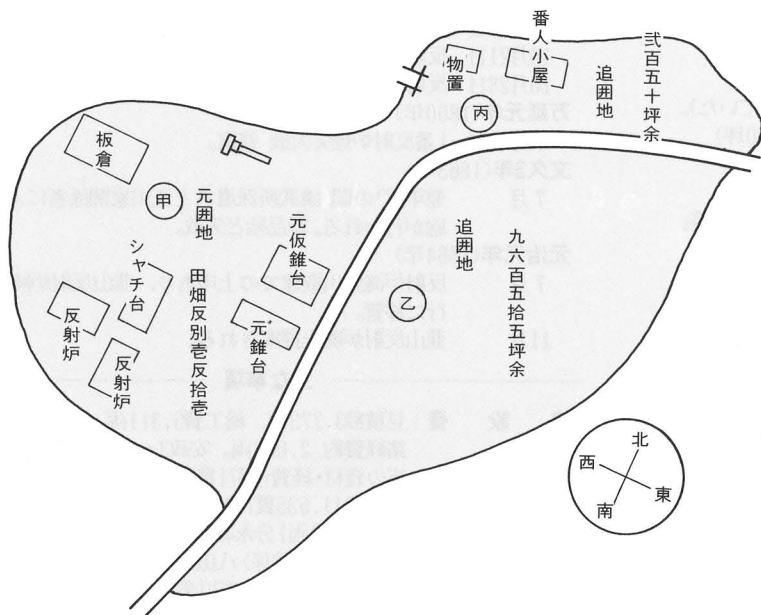 弐百五十坪余
追囲地
番人小屋
物置
丙
板倉
甲
元囲地
田畑反別壱反拾壱
シャチ台
反射炉
反射炉
元仮錐台
元錐台
追囲地
九六百五拾五坪余
乙
北
西
東
南